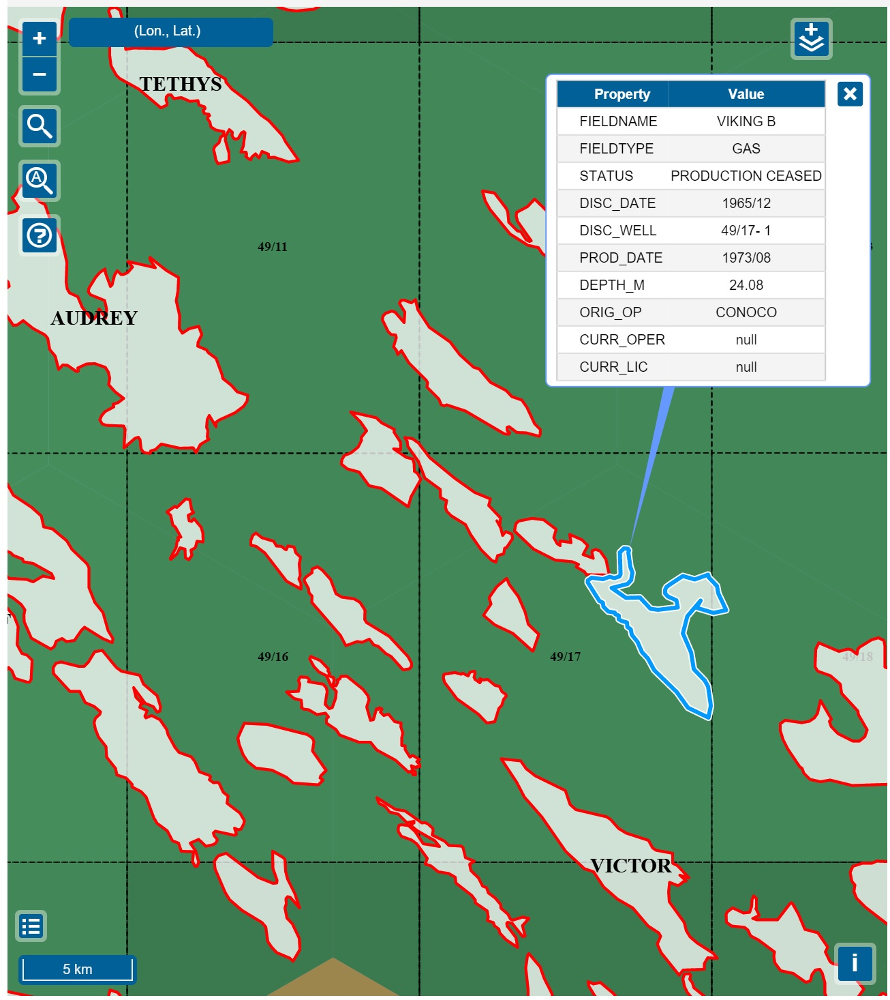 +
(Lon., Lat.)
−
TETHYS
Property Value
FIELDNAME VIKING B
FIELDTYPE GAS
STATUS PRODUCTION CEASED
DISC_DATE 1965/12
DISC_WELL 49/17- 1
PROD_DATE 1973/08
DEPTH_M 24.08
ORIG_OP CONOCO
CURR_OPER null
CURR_LIC null
A
?
49/11
AUDREY
49/16
49/17
49/18
VICTOR
5 km
i